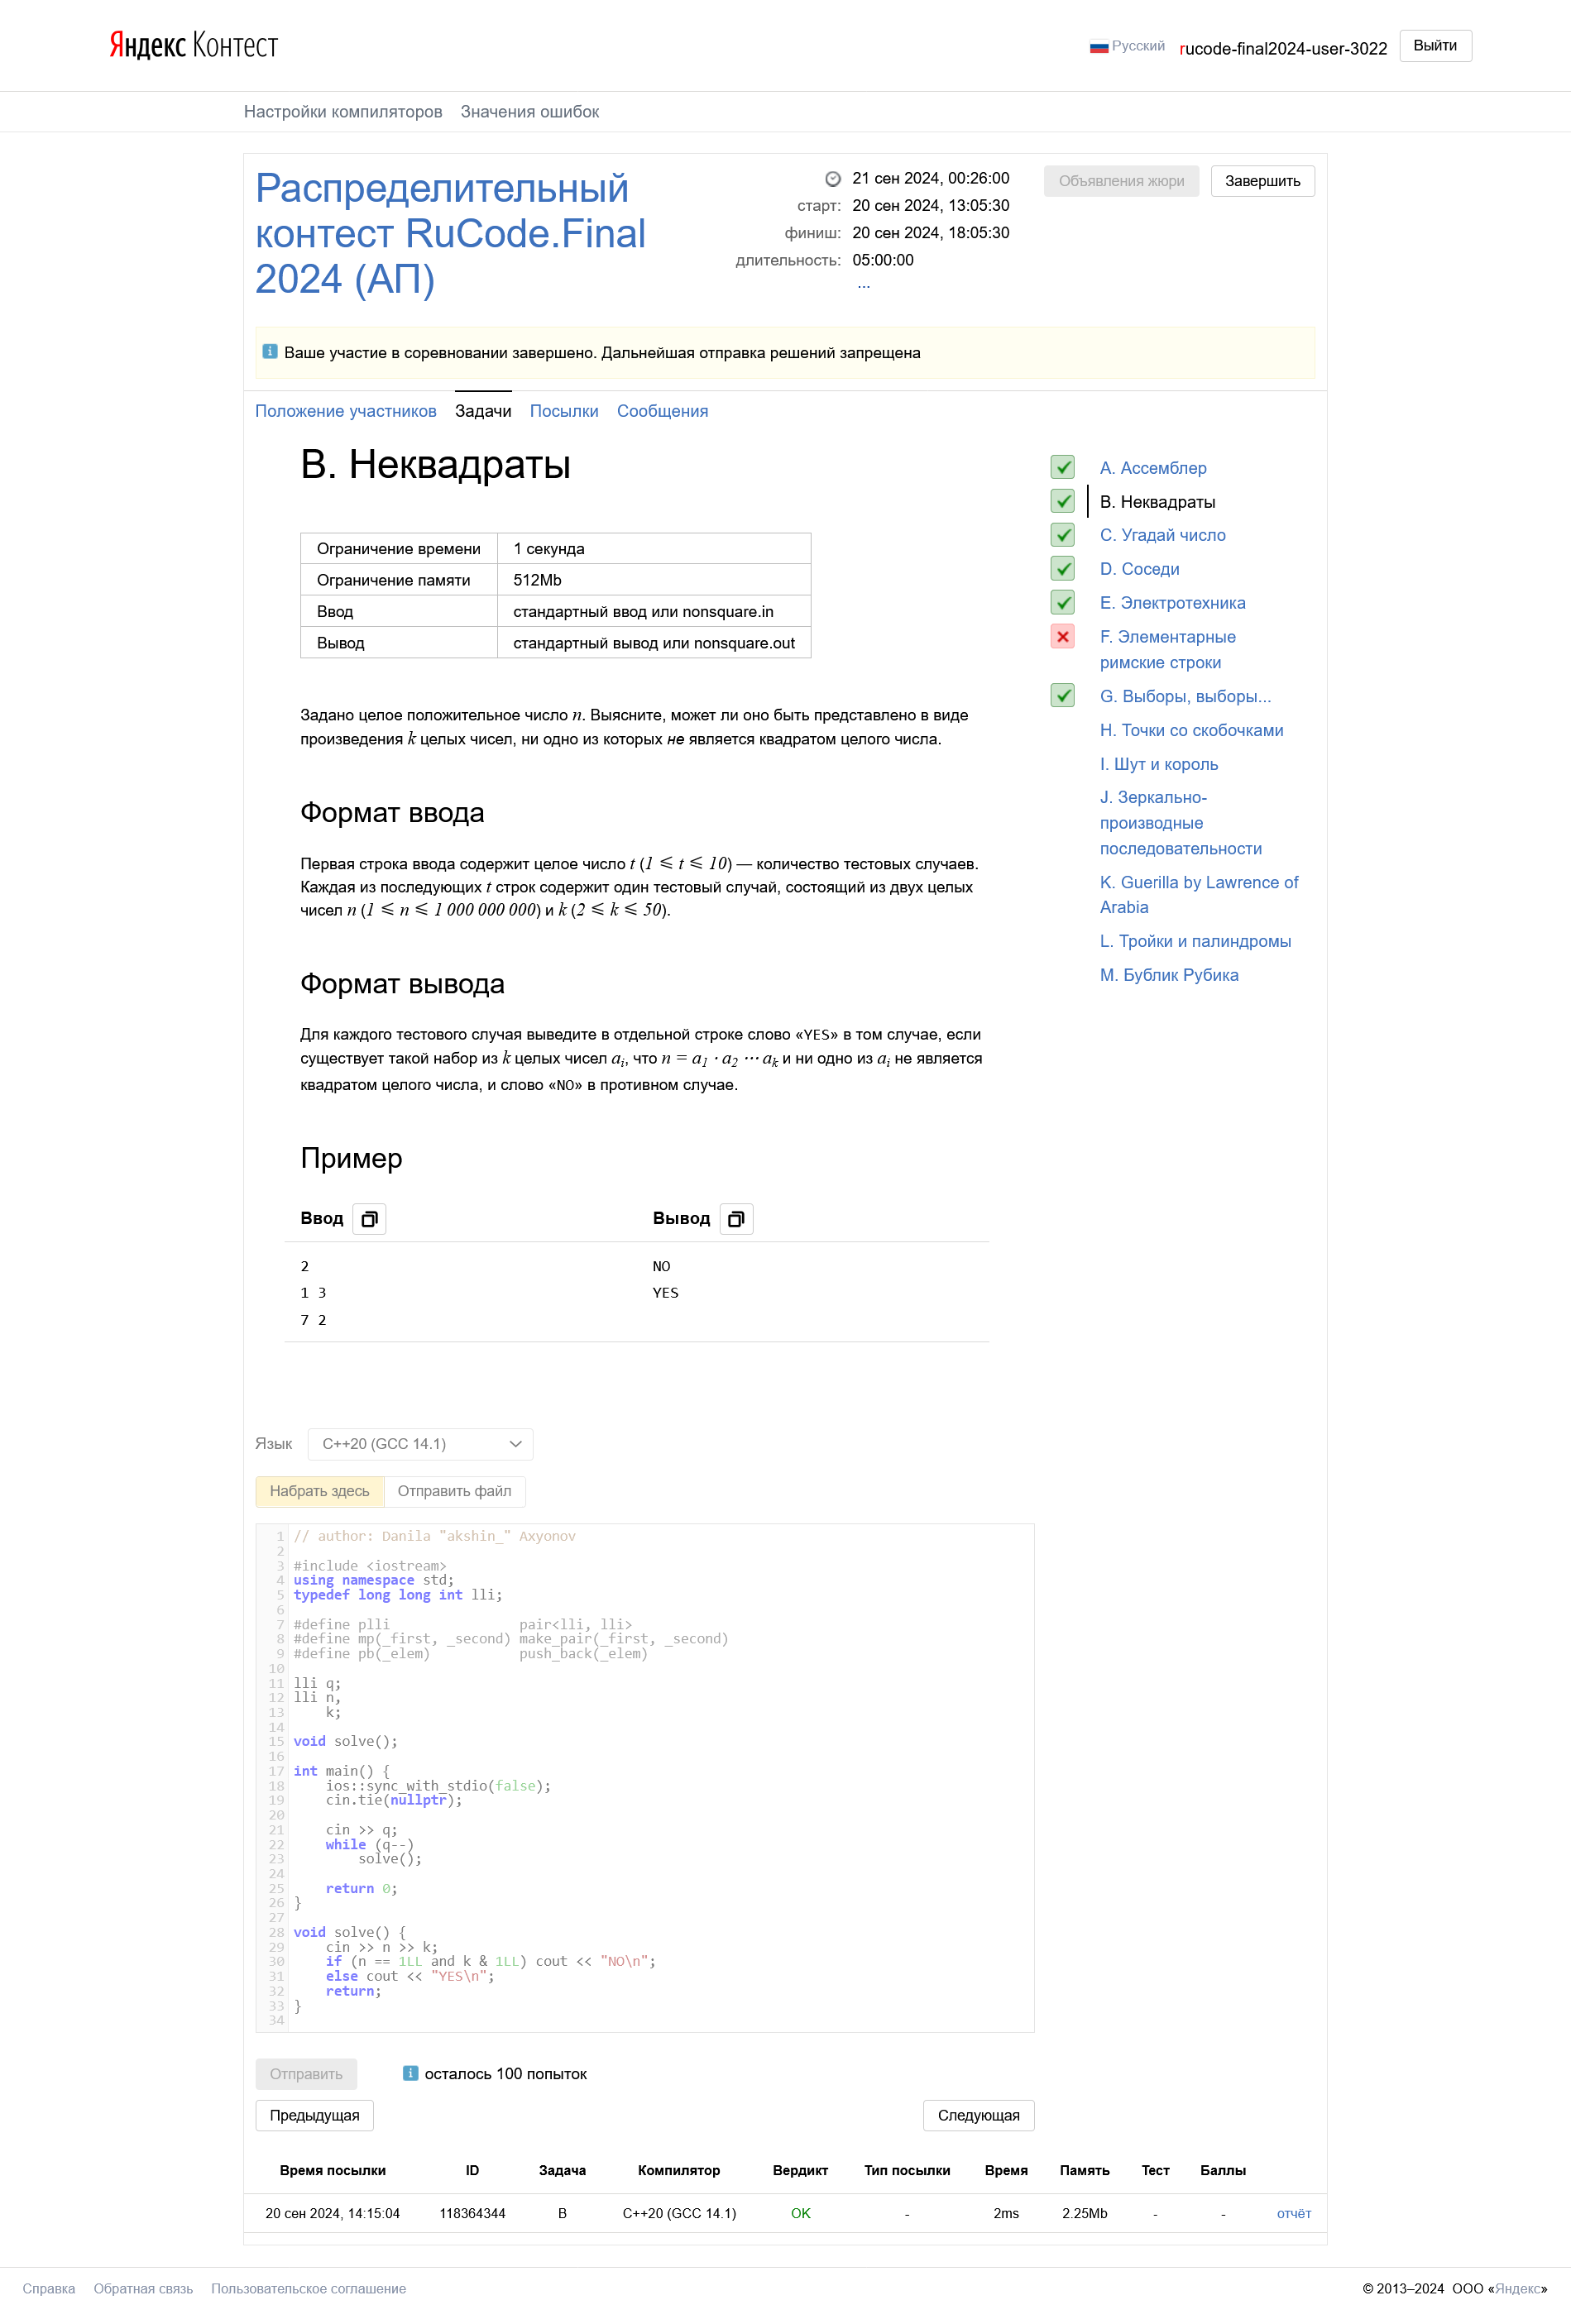 Яндекс Контест
Русский rucode-final2024-user-3022 Выйти
Настройки компиляторов Значения ошибок
Распределительный
контест RuCode.Final
2024 (АП)
21 сен 2024, 00:26:00
старт: 20 сен 2024, 13:05:30
финиш: 20 сен 2024, 18:05:30
длительность: 05:00:00
...
Объявления жюри Завершить
Ваше участие в соревновании завершено. Дальнейшая отправка решений запрещена
Положение участников Задачи Посылки Сообщения
B. Неквадраты
Ограничение времени 1 секунда
Ограничение памяти 512Mb
Ввод стандартный ввод или nonsquare.in
Вывод стандартный вывод или nonsquare.out
Задано целое положительное число n. Выясните, может ли оно быть представлено в виде
произведения k целых чисел, ни одно из которых не является квадратом целого числа.
Формат ввода
Первая строка ввода содержит целое число t (1 ⩽ t ⩽ 10) — количество тестовых случаев.
Каждая из последующих t строк содержит один тестовый случай, состоящий из двух целых
чисел n (1 ⩽ n ⩽ 1 000 000 000) и k (2 ⩽ k ⩽ 50).
Формат вывода
Для каждого тестового случая выведите в отдельной строке слово «YES» в том случае, если
существует такой набор из k целых чисел a_i, что n = a_1 · a_2 ⋯ a_k и ни одно из a_i не является
квадратом целого числа, и слово «NO» в противном случае.
Пример
Ввод Вывод
2
1 3
7 2
NO
YES
A. Ассемблер
B. Неквадраты
C. Угадай число
D. Соседи
E. Электротехника
F. Элементарные
римские строки
G. Выборы, выборы...
H. Точки со скобочками
I. Шут и король
J. Зеркально-
производные
последовательности
K. Guerilla by Lawrence of
Arabia
L. Тройки и палиндромы
M. Бублик Рубика
Язык C++20 (GCC 14.1)
Набрать здесь Отправить файл
1 // author: Danila "akshin_" Axyonov
2
3 #include <iostream>
4 using namespace std;
5 typedef long long int lli;
6
7 #define plli                pair<lli, lli>
8 #define mp(_first, _second) make_pair(_first, _second)
9 #define pb(_elem)           push_back(_elem)
10
11 lli q;
12 lli n,
13     k;
14
15 void solve();
16
17 int main() {
18     ios::sync_with_stdio(false);
19     cin.tie(nullptr);
20
21     cin >> q;
22     while (q--)
23         solve();
24
25     return 0;
26 }
27
28 void solve() {
29     cin >> n >> k;
30     if (n == 1LL and k & 1LL) cout << "NO\n";
31     else cout << "YES\n";
32     return;
33 }
34
Отправить осталось 100 попыток
Предыдущая Следующая
Время посылки ID Задача Компилятор Вердикт Тип посылки Время Память Тест Баллы
20 сен 2024, 14:15:04 118364344 B C++20 (GCC 14.1) OK - 2ms 2.25Mb - - отчёт
Справка Обратная связь Пользовательское соглашение © 2013–2024 ООО «Яндекс»